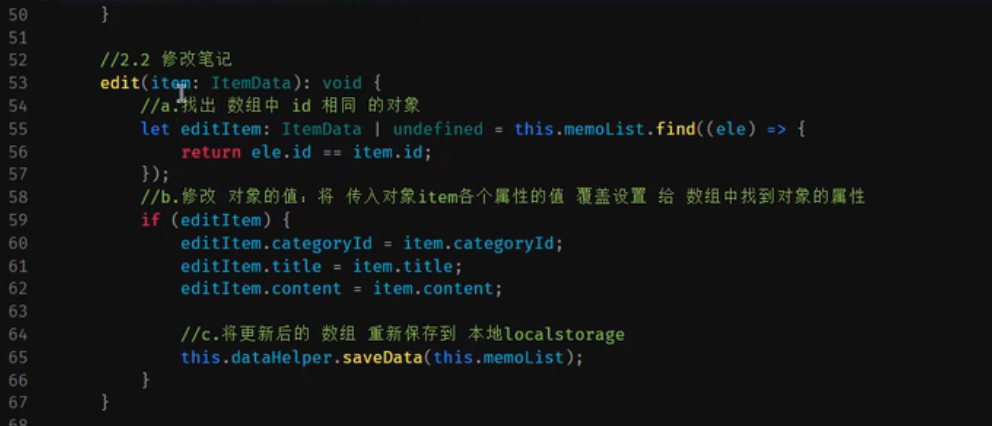 50 }
51
52 //2.2 修改笔记
53 edit(item: ItemData): void {
54 //a.找出 数组中 id 相同 的对象
55 let editItem: ItemData | undefined = this.memoList.find((ele) => {
56 return ele.id == item.id;
57 });
58 //b.修改 对象的值：将 传入对象item各个属性的值 覆盖设置 给 数组中找到对象的属性
59 if (editItem) {
60 editItem.categoryId = item.categoryId;
61 editItem.title = item.title;
62 editItem.content = item.content;
63
64 //c.将更新后的 数组 重新保存到 本地localstorage
65 this.dataHelper.saveData(this.memoList);
66 }
67 }
68